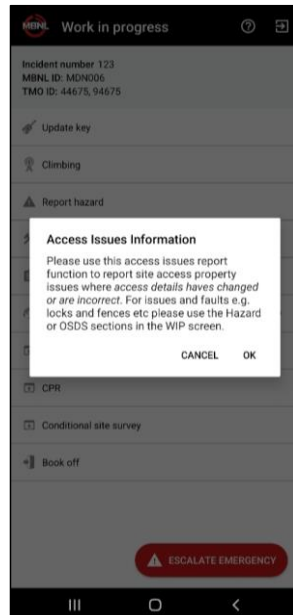 MBNL Work in progress
Incident number 123
MBNL ID: MDN006
TMO ID: 44675, 94675
Update key
Climbing
Report hazard
Access Issues Information
Please use this access issues report
function to report site access property
issues where access details haves changed
or are incorrect. For issues and faults e.g.
locks and fences etc please use the Hazard
or OSDS sections in the WIP screen.
CANCEL OK
CPR
Conditional site survey
Book off
ESCALATE EMERGENCY